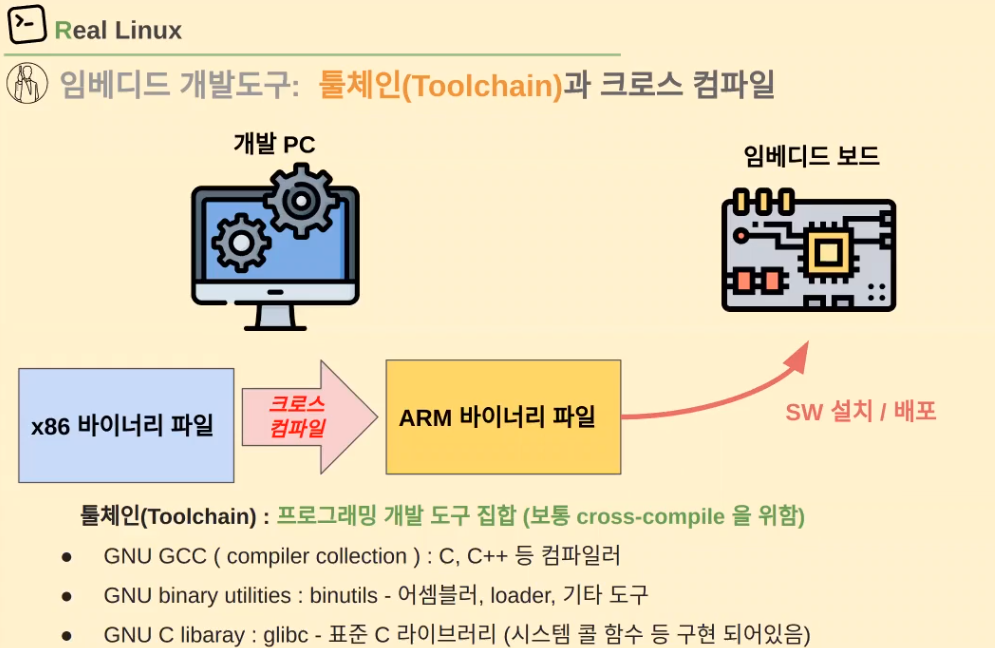 Real Linux
임베디드 개발도구: 툴체인(Toolchain)과 크로스 컴파일
개발 PC
임베디드 보드
x86 바이너리 파일
크로스
컴파일
ARM 바이너리 파일
SW 설치 / 배포
툴체인(Toolchain) : 프로그래밍 개발 도구 집합 (보통 cross-compile 을 위함)
● GNU GCC ( compiler collection ) : C, C++ 등 컴파일러
● GNU binary utilities : binutils - 어셈블러, loader, 기타 도구
● GNU C libaray : glibc - 표준 C 라이브러리 (시스템 콜 함수 등 구현 되어있음)